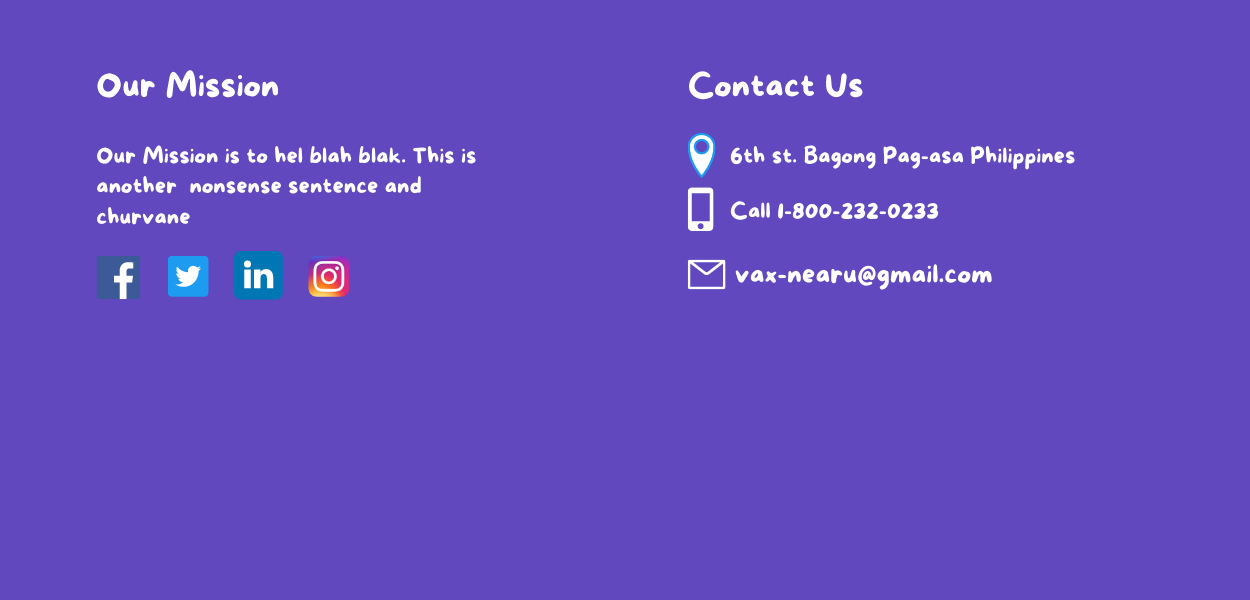 Our Mission
Our Mission is to hel blah blak. This is
another  nonsense sentence and
churvane
f
in
Contact Us
6th st. Bagong Pag-asa Philippines
Call 1-800-232-0233
vax-nearu@gmail.com